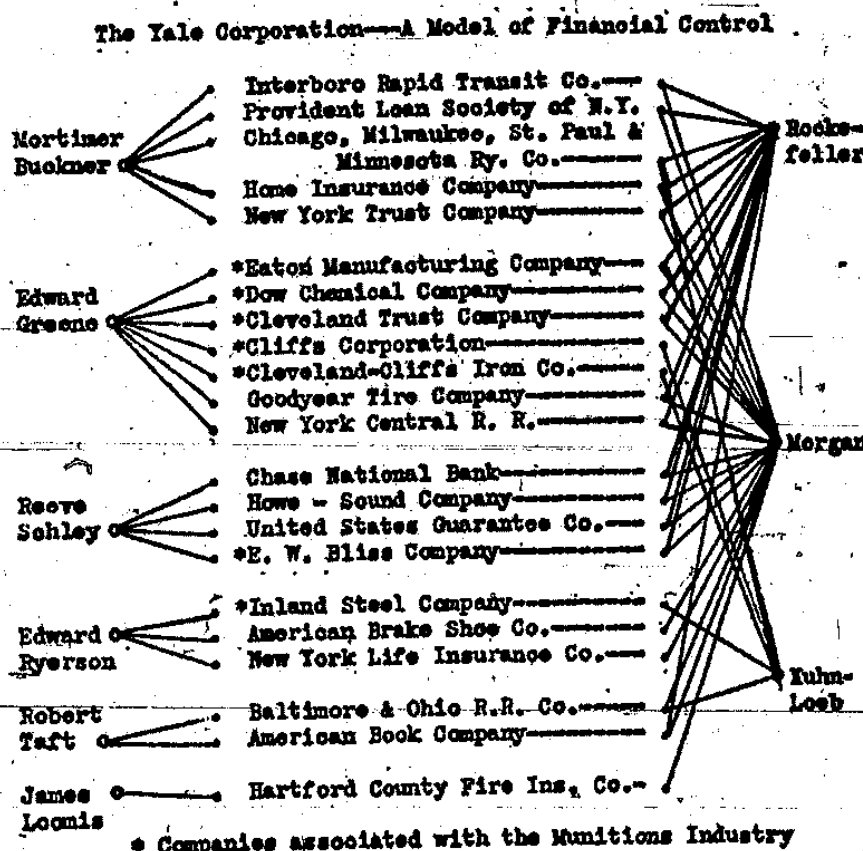 The Yale Corporation---A Model of Financial Control
Mortimer
Buckner
Interboro Rapid Transit Co.---
Provident Loan Society of N.Y.
Chicago, Milwaukee, St. Paul &
Minnesota Ry. Co.--------
Home Insurance Company----------
New York Trust Company----------
Edward
Greene
*Eaton Manufacturing Company----
*Dow Chemical Company-----------
*Cleveland Trust Company--------
*Cliffs Corporation-------------
*Cleveland-Cliffs Iron Co.------
Goodyear Tire Company-----------
New York Central R. R.----------
Reeve
Schley
Chase National Bank-------------
Howe - Sound Company------------
United States Guarantee Co.----
*E. W. Bliss Company------------
Edward
Ryerson
*Inland Steel Company-----------
American Brake Shoe Co.--------
New York Life Insurance Co.----
Robert
Taft
Baltimore & Ohio R.R. Co.------
American Book Company-----------
James
Loomis
Hartford County Fire Ins. Co.-
Rocke-
feller
Morgan
Kuhn-
Loeb
* Companies associated with the Munitions Industry